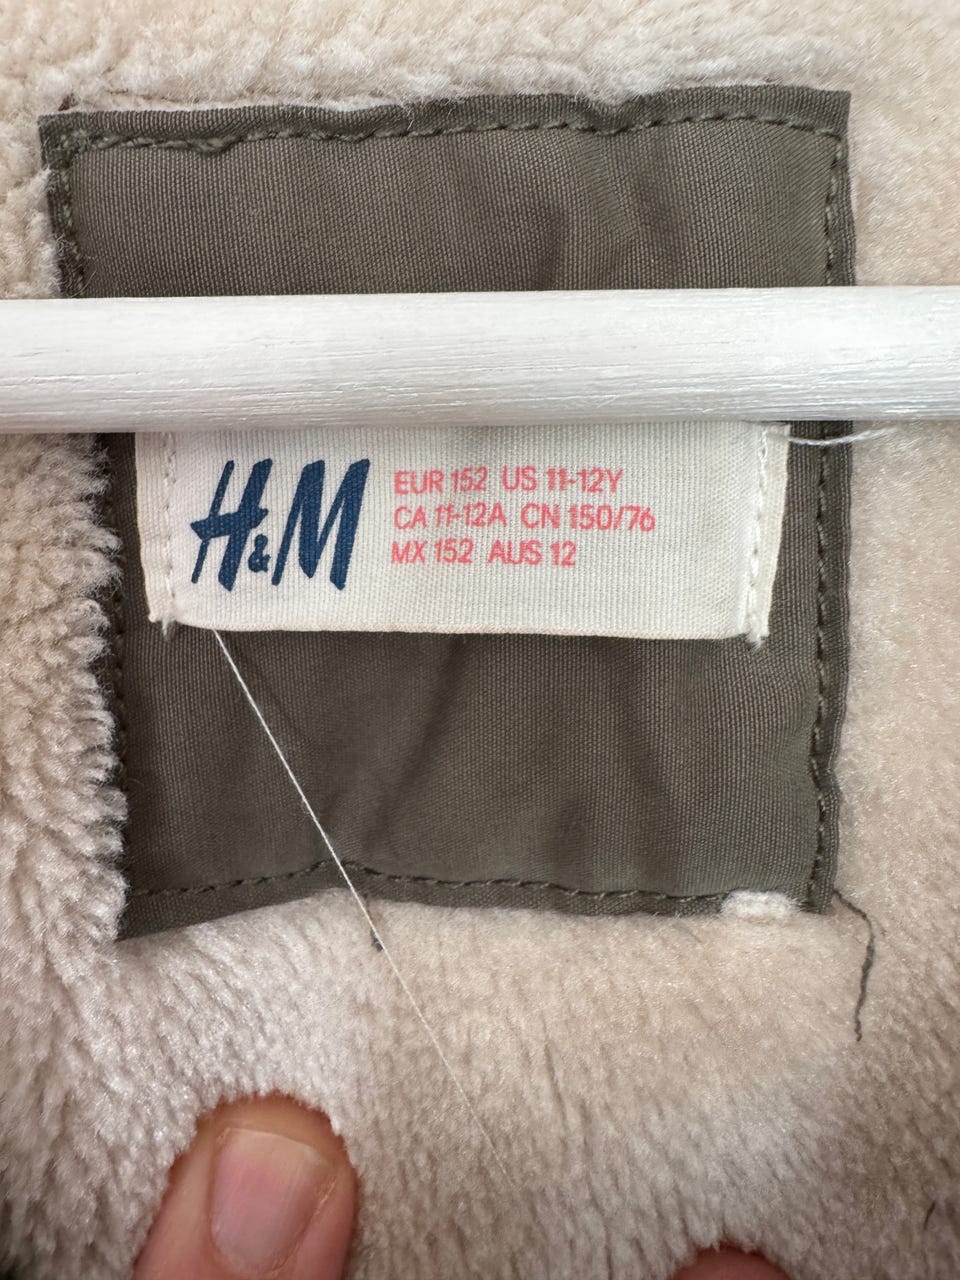 H&M
EUR 152 US 11-12Y
CA 11-12A CN 150/76
MX 152 AUS 12